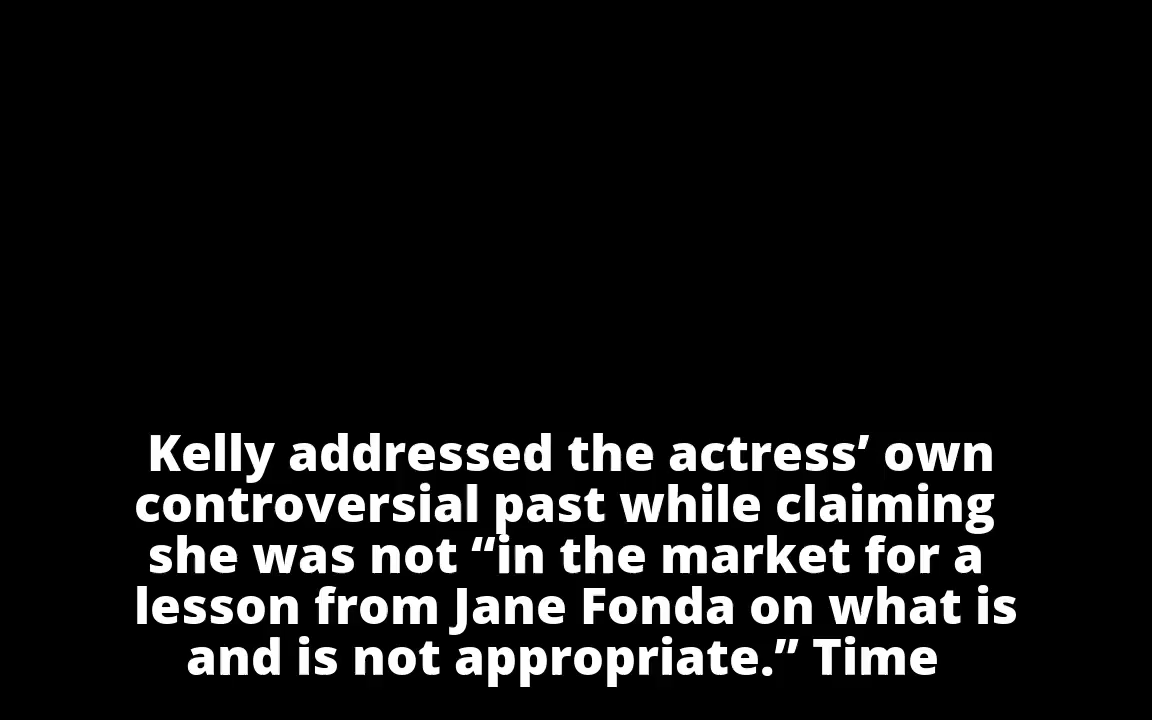 Kelly addressed the actress’ own
controversial past while claiming
she was not “in the market for a
lesson from Jane Fonda on what is
and is not appropriate.” Time